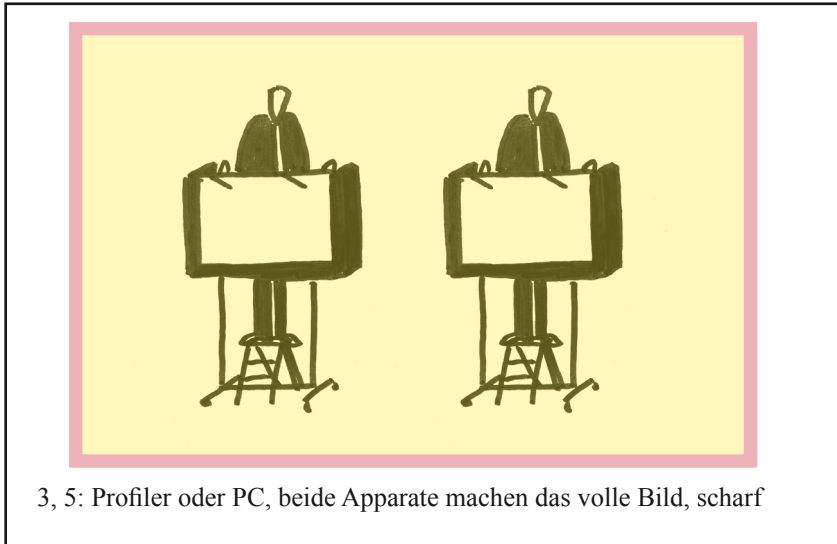 3, 5: Profiler oder PC, beide Apparate machen das volle Bild, scharf